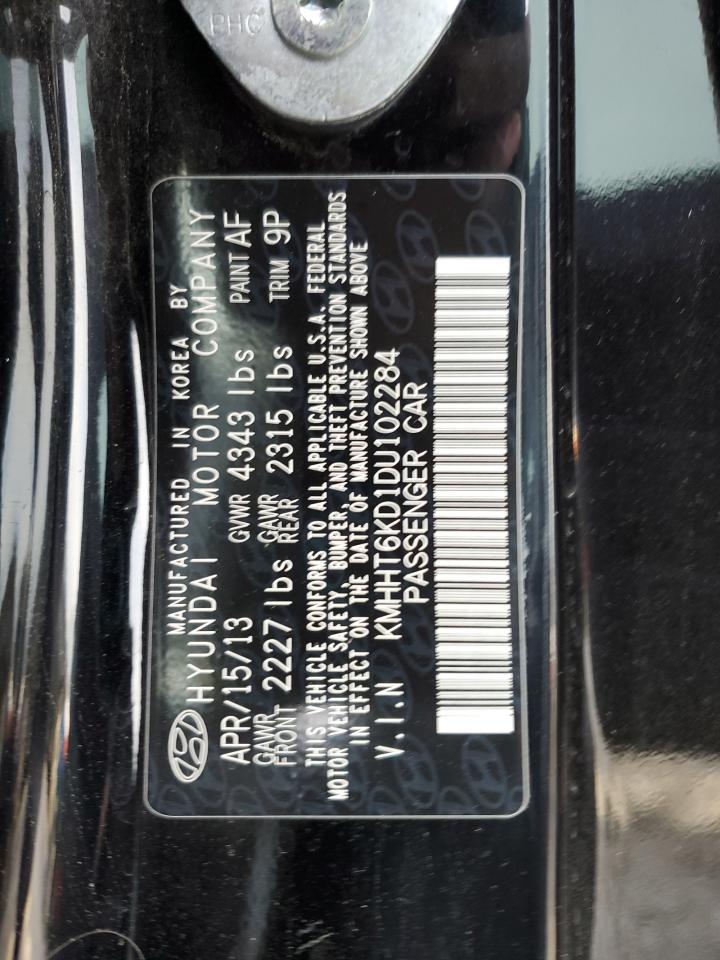 PHC
MANUFACTURED IN KOREA BY
HYUNDAI MOTOR COMPANY
APR/15/13 GVWR 4343 lbs PAINT AF
GAWR FRONT 2227 lbs GAWR REAR 2315 lbs TRIM 9P
THIS VEHICLE CONFORMS TO ALL APPLICABLE U.S.A. FEDERAL
MOTOR VEHICLE SAFETY, BUMPER, AND THEFT PREVENTION STANDARDS
IN EFFECT ON THE DATE OF MANUFACTURE SHOWN ABOVE
V.I.N KMHHT6KD1DU102284
PASSENGER CAR